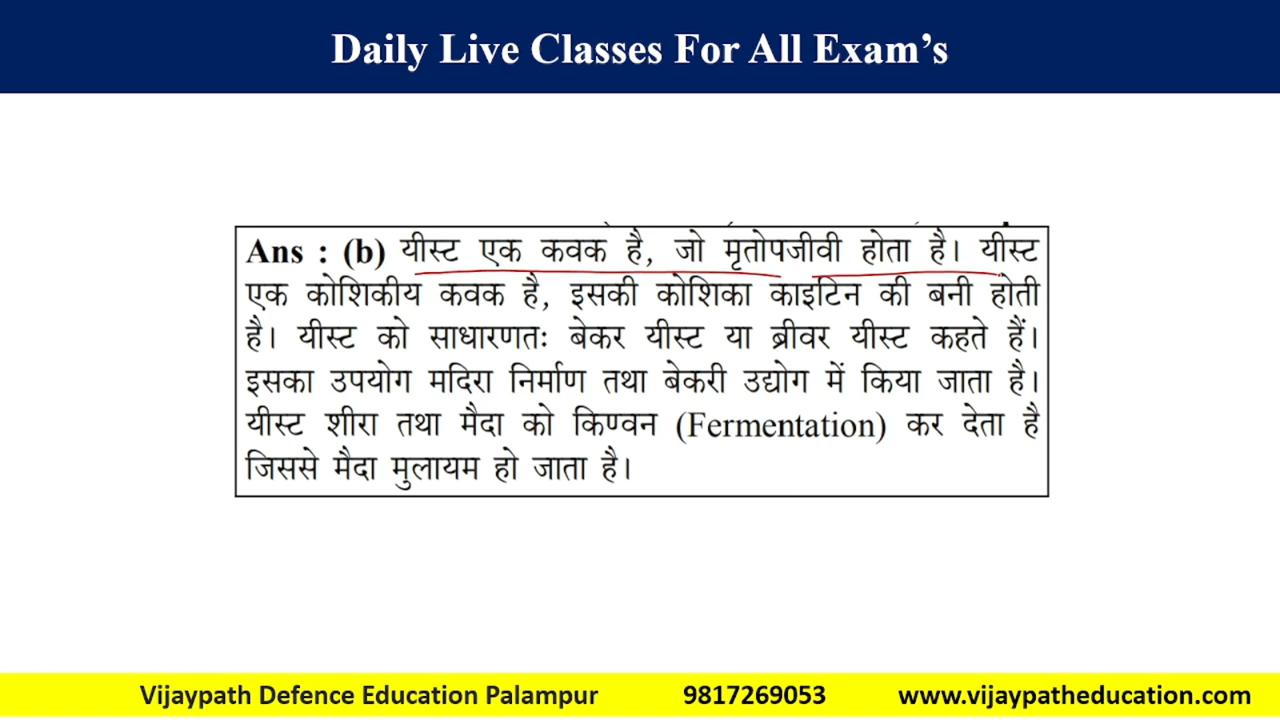 Daily Live Classes For All Exam’s
Ans : (b) यीस्ट एक कवक है, जो मृतोपजीवी होता है। यीस्ट
एक कोशिकीय कवक है, इसकी कोशिका काइटिन की बनी होती
है। यीस्ट को साधारणतः बेकर यीस्ट या ब्रीवर यीस्ट कहते हैं।
इसका उपयोग मदिरा निर्माण तथा बेकरी उद्योग में किया जाता है।
यीस्ट शीरा तथा मैदा को किण्वन (Fermentation) कर देता है
जिससे मैदा मुलायम हो जाता है।
Vijaypath Defence Education Palampur 9817269053 www.vijaypatheducation.com